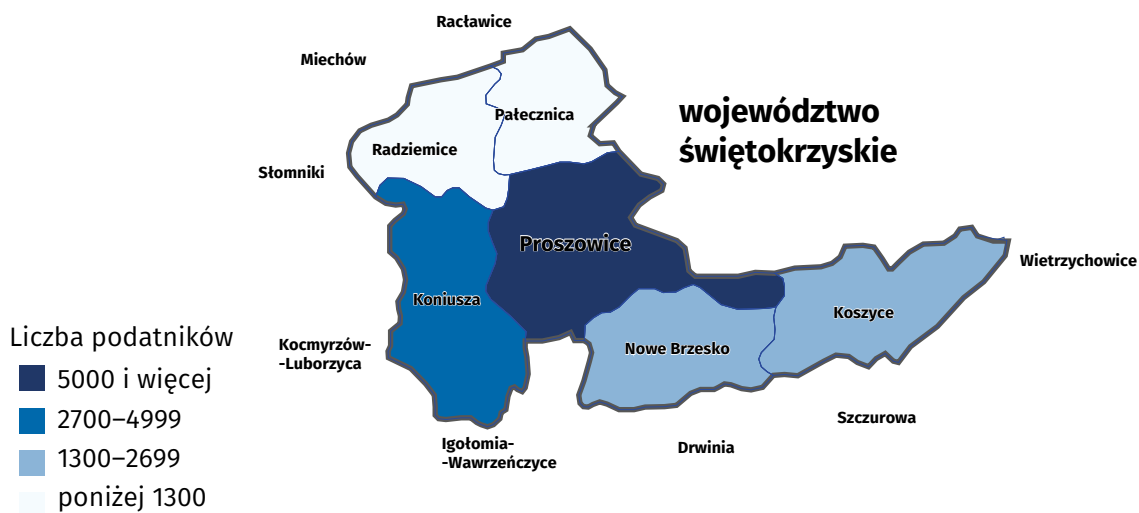 Racławice
Miechów
województwo
świętokrzyskie
Pałecznica
Radziemice
Słomniki
Proszowice
Wietrzychowice
Koniusza
Koszyce
Liczba podatników
5000 i więcej
2700–4999
1300–2699
poniżej 1300
Kocmyrzów-
-Luborzyca
Nowe Brzesko
Szczurowa
Igołomia-
-Wawrzeńczyce
Drwinia